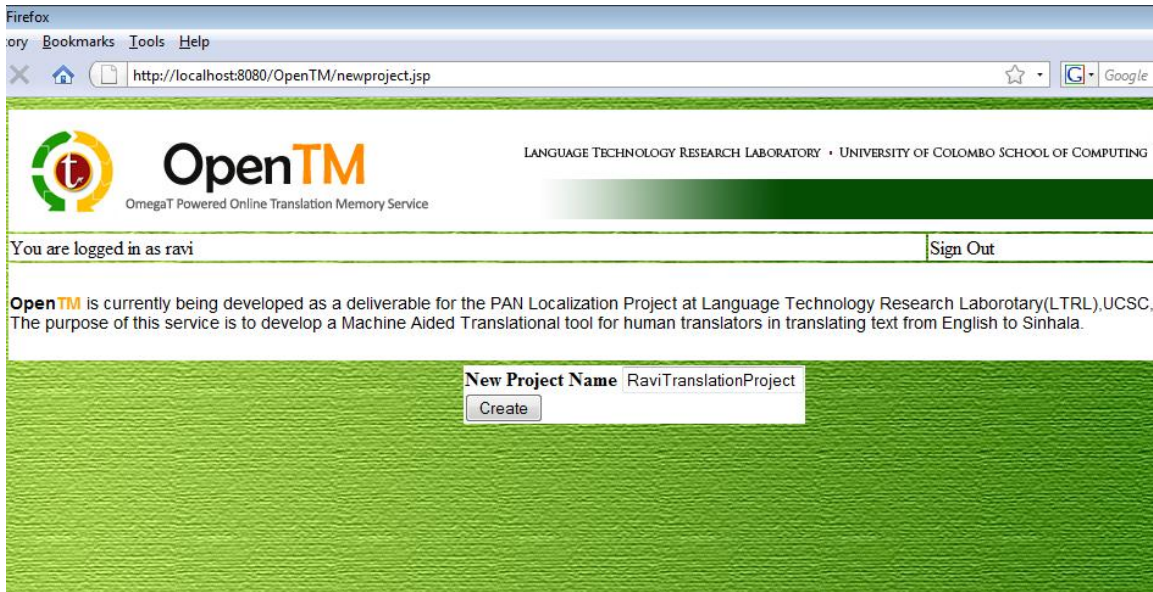 Firefox
ory Bookmarks Tools Help
http://localhost:8080/OpenTM/newproject.jsp
G Google
t
OpenTM
OmegaT Powered Online Translation Memory Service
LANGUAGE TECHNOLOGY RESEARCH LABORATORY • UNIVERSITY OF COLOMBO SCHOOL OF COMPUTING
You are logged in as ravi
Sign Out
OpenTM is currently being developed as a deliverable for the PAN Localization Project at Language Technology Research Laborotary(LTRL),UCSC,
The purpose of this service is to develop a Machine Aided Translational tool for human translators in translating text from English to Sinhala.
New Project Name RaviTranslationProject
Create